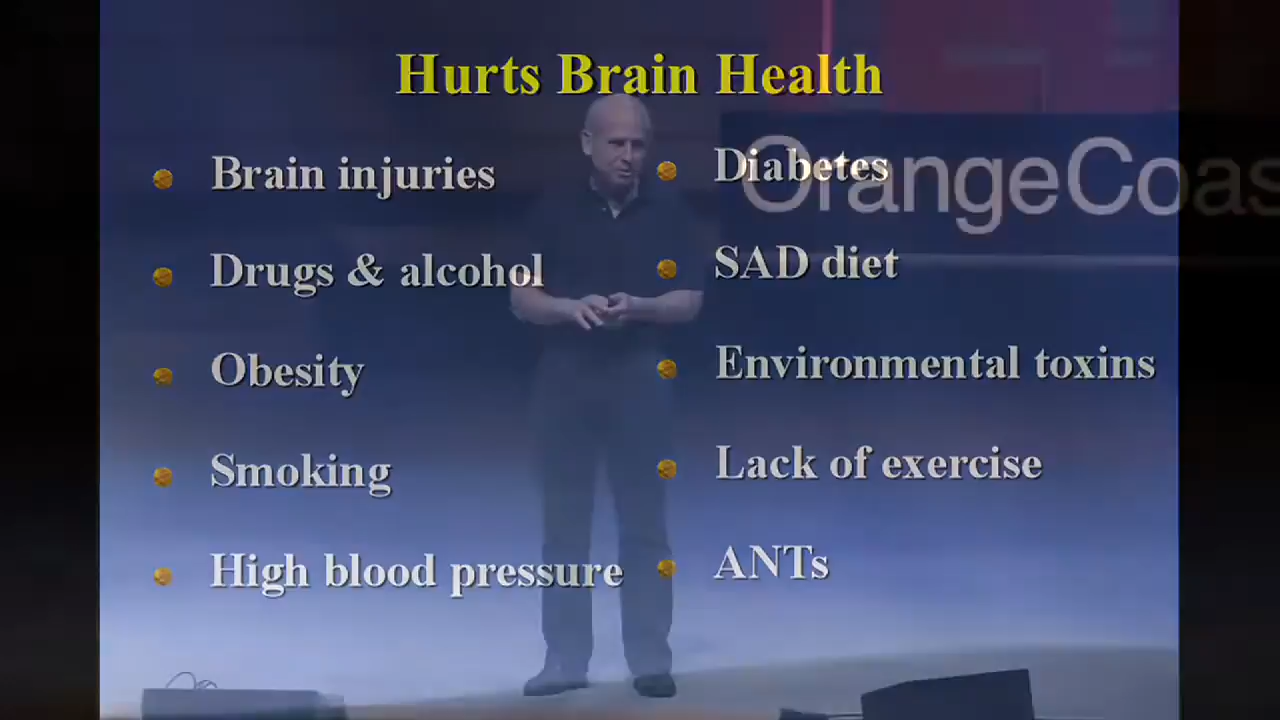 Hurts Brain Health
Brain injuries
Drugs & alcohol
Obesity
Smoking
High blood pressure
Diabetes
SAD diet
Environmental toxins
Lack of exercise
ANTs
OrangeCoas